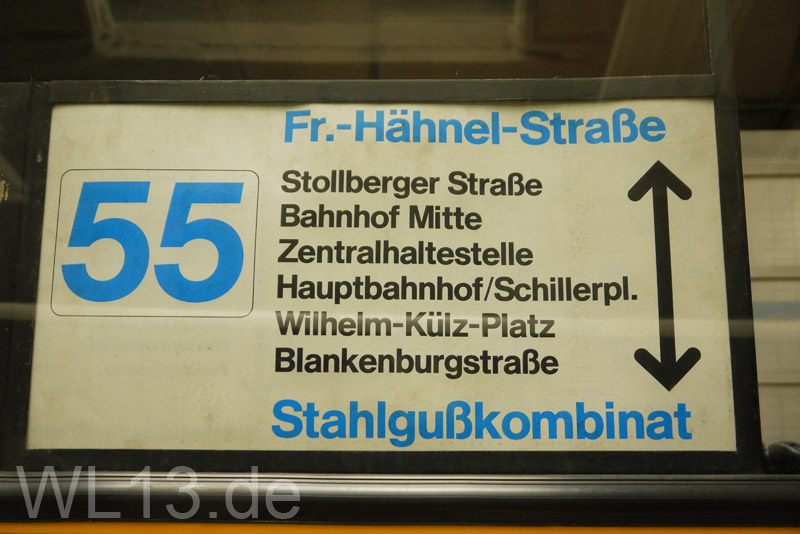 Fr.-Hähnel-Straße
55
Stollberger Straße
Bahnhof Mitte
Zentralhaltestelle
Hauptbahnhof/Schillerpl.
Wilhelm-Külz-Platz
Blankenburgstraße
Stahlgußkombinat
WL13.de